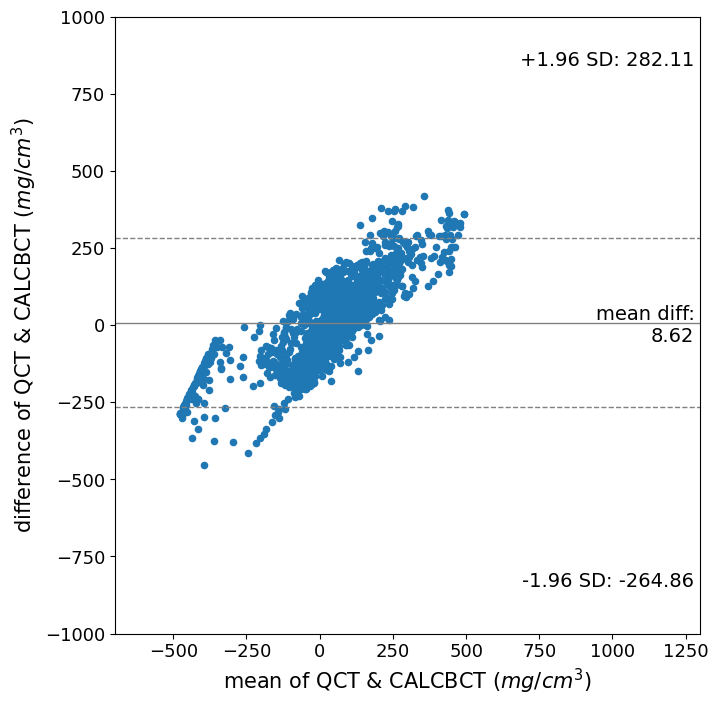 1000
750
500
250
0
−250
−500
−750
−1000
difference of QCT & CALCBCT (mg/cm³)
+1.96 SD: 282.11
mean diff:
8.62
-1.96 SD: -264.86
−500 −250 0 250 500 750 1000 1250
mean of QCT & CALCBCT (mg/cm³)